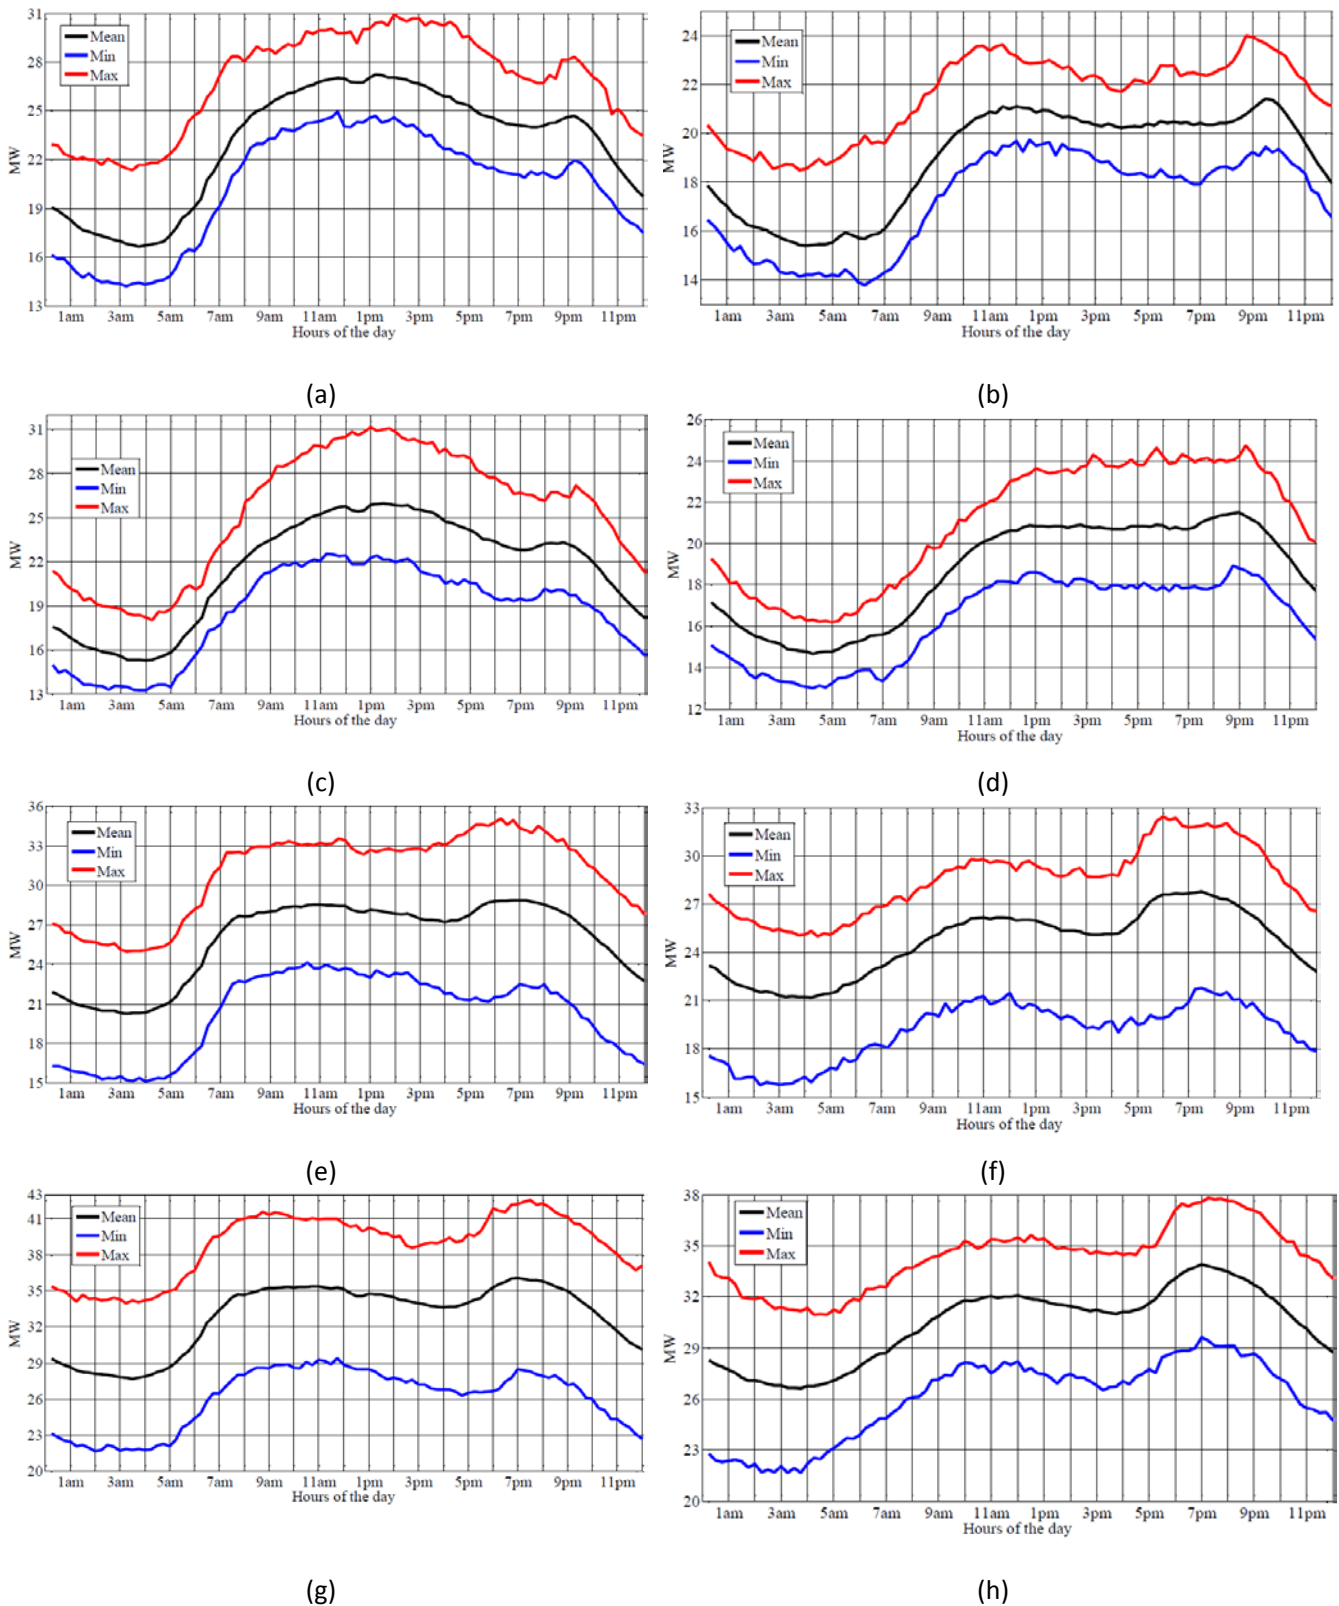 31
28
25
22
19
16
13
MW
Mean
Min
Max
1am 3am 5am 7am 9am 11am 1pm 3pm 5pm 7pm 9pm 11pm
Hours of the day
(a)
24
22
20
18
16
14
MW
Mean
Min
Max
1am 3am 5am 7am 9am 11am 1pm 3pm 5pm 7pm 9pm 11pm
Hours of the day
(b)
31
28
25
22
19
16
13
MW
Mean
Min
Max
1am 3am 5am 7am 9am 11am 1pm 3pm 5pm 7pm 9pm 11pm
Hours of the day
(c)
26
24
22
20
18
16
14
12
MW
Mean
Min
Max
1am 3am 5am 7am 9am 11am 1pm 3pm 5pm 7pm 9pm 11pm
Hours of the day
(d)
36
33
30
27
24
21
18
15
MW
Mean
Min
Max
1am 3am 5am 7am 9am 11am 1pm 3pm 5pm 7pm 9pm 11pm
Hours of the day
(e)
33
30
27
24
21
18
15
MW
Mean
Min
Max
1am 3am 5am 7am 9am 11am 1pm 3pm 5pm 7pm 9pm 11pm
Hours of the day
(f)
43
41
38
35
32
29
26
23
20
MW
Mean
Min
Max
1am 3am 5am 7am 9am 11am 1pm 3pm 5pm 7pm 9pm 11pm
Hours of the day
(g)
38
35
32
29
26
23
20
MW
Mean
Min
Max
1am 3am 5am 7am 9am 11am 1pm 3pm 5pm 7pm 9pm 11pm
Hours of the day
(h)